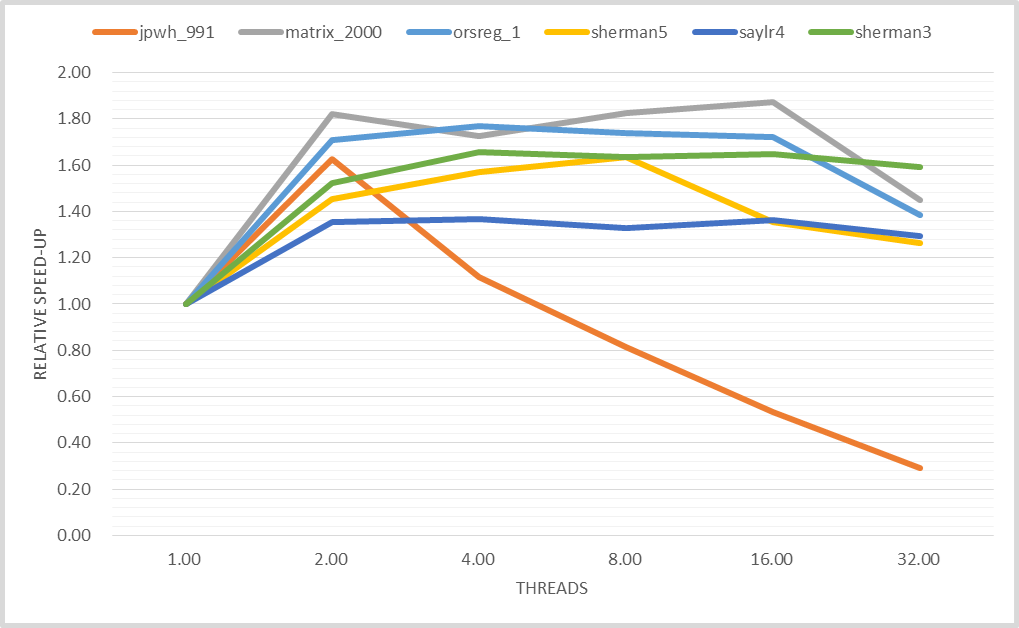 jpwh_991 matrix_2000 orsreg_1 sherman5 saylr4 sherman3
2.00
1.80
1.60
1.40
1.20
1.00
0.80
0.60
0.40
0.20
0.00
RELATIVE SPEED-UP
1.00 2.00 4.00 8.00 16.00 32.00
THREADS